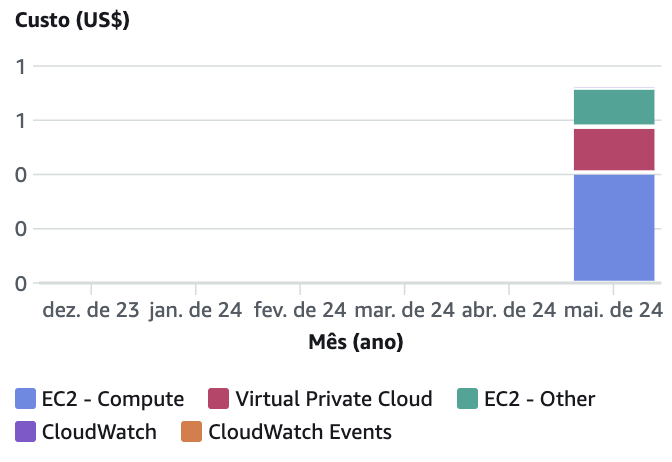 Custo (US$)
1
1
0
0
0
dez. de 23 jan. de 24 fev. de 24 mar. de 24 abr. de 24 mai. de 24
Mês (ano)
EC2 - Compute Virtual Private Cloud EC2 - Other
CloudWatch CloudWatch Events